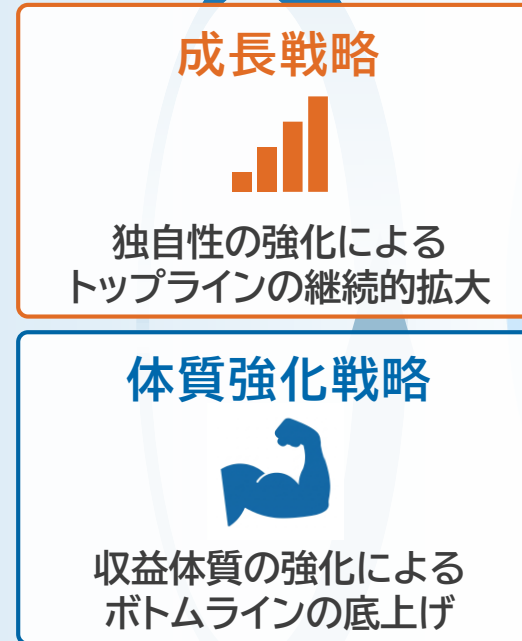 成長戦略
独自性の強化による
トップラインの継続的拡大
体質強化戦略
収益体質の強化による
ボトムラインの底上げ